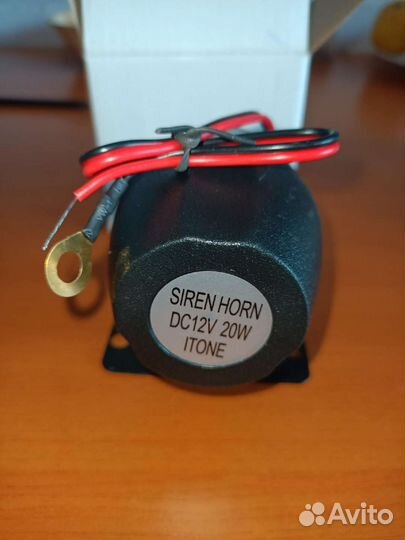 SIREN HORN
DC12V 20W
ITONE
Avito